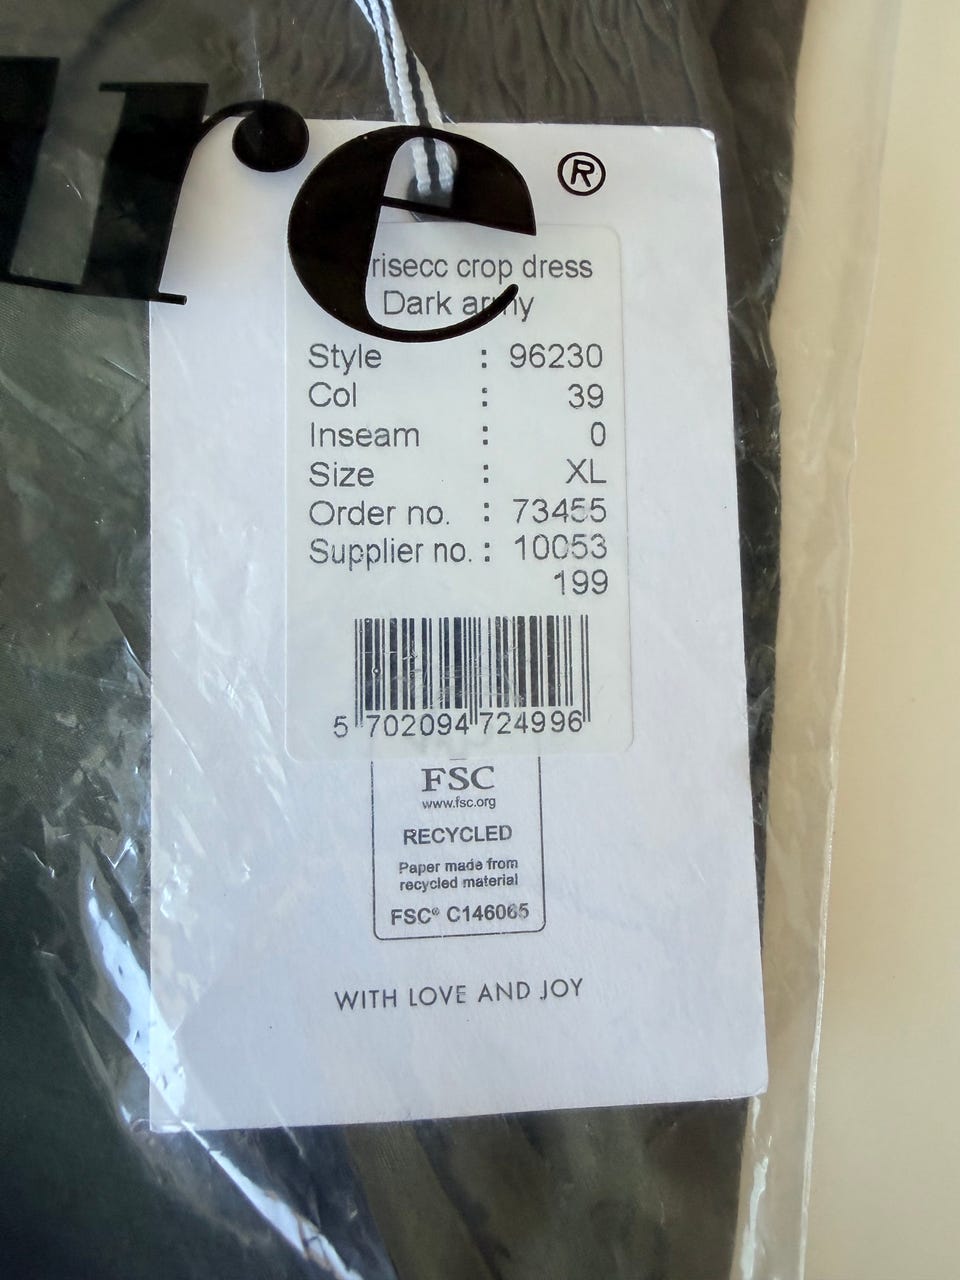 re®
risecc crop dress
Dark army
Style : 96230
Col : 39
Inseam : 0
Size : XL
Order no. : 73455
Supplier no. : 10053
199
5 702094 724996
FSC
www.fsc.org
RECYCLED
Paper made from
recycled material
FSC® C146065
WITH LOVE AND JOY